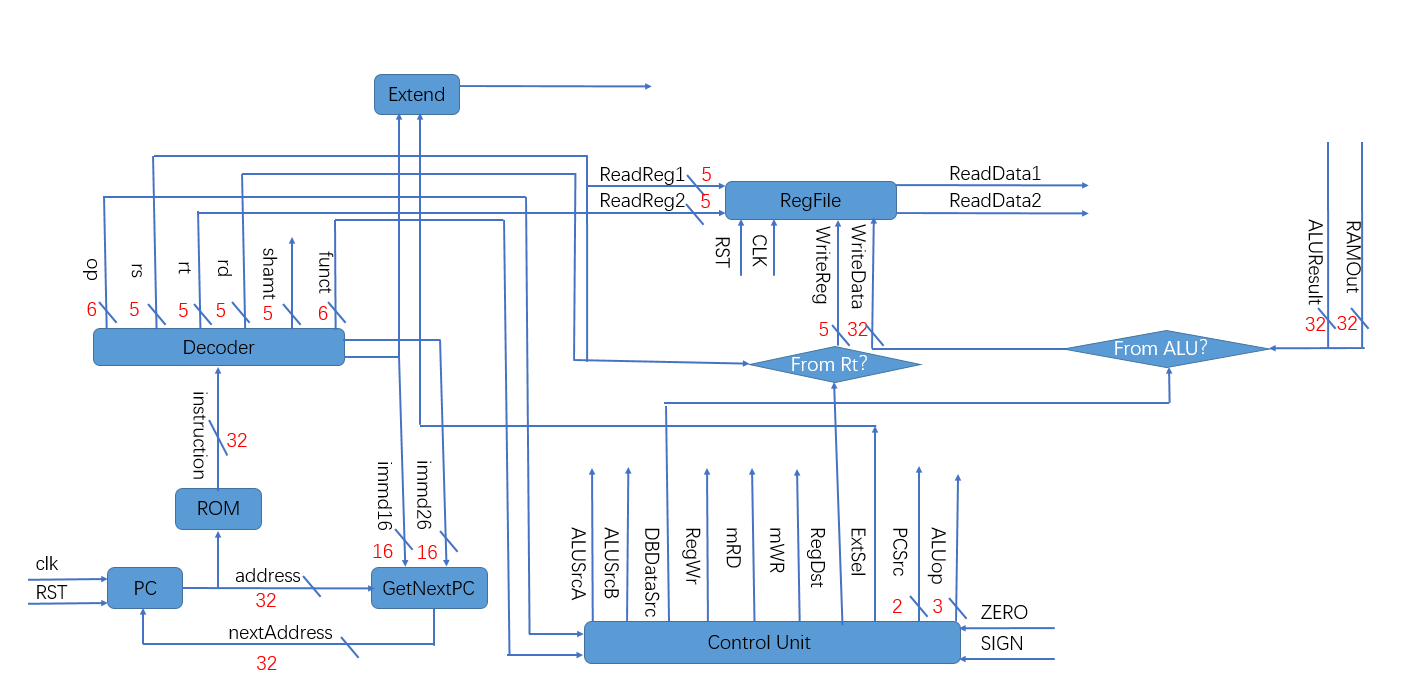 Extend
ReadReg1
5
ReadData1
ReadReg2
5
ReadData2
RegFile
RST
CLK
WriteReg
WriteData
5
32
ALUResult
RAMOut
32
32
op
rs
rt
rd
shamt
funct
6
5
5
5
5
6
Decoder
From Rt?
From ALU?
instruction
32
immd16
immd26
16
16
ROM
clk
RST
PC
address
32
GetNextPC
nextAddress
32
ALUSrcA
ALUSrcB
DBDataSrc
RegWr
mRD
mWR
RegDst
ExtSel
PCSrc
ALUop
2
3
ZERO
SIGN
Control Unit